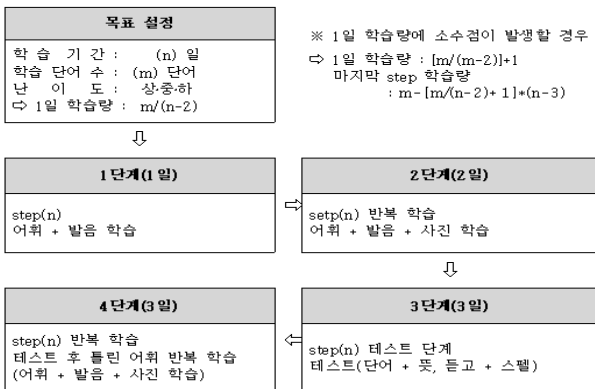 목표 설정
학 습 기 간 : (n) 일
학습 단어 수 : (m) 단어
난 이 도 : 상·중·하
⇨ 1일 학습량 : m/(n-2)
※ 1일 학습량에 소수점이 발생할 경우
⇨ 1일 학습량 : [m/(m-2)]+1
마지막 step 학습량
: m-[m/(n-2)+1]*(n-3)
1단계(1일)
step(n)
어휘 + 발음 학습
2단계(2일)
setp(n) 반복 학습
어휘 + 발음 + 사진 학습
4단계(3일)
step(n) 반복 학습
테스트 후 틀린 어휘 반복 학습
(어휘 + 발음 + 사진 학습)
3단계(3일)
step(n) 테스트 단계
테스트(단어 + 뜻, 듣고 + 스펠)